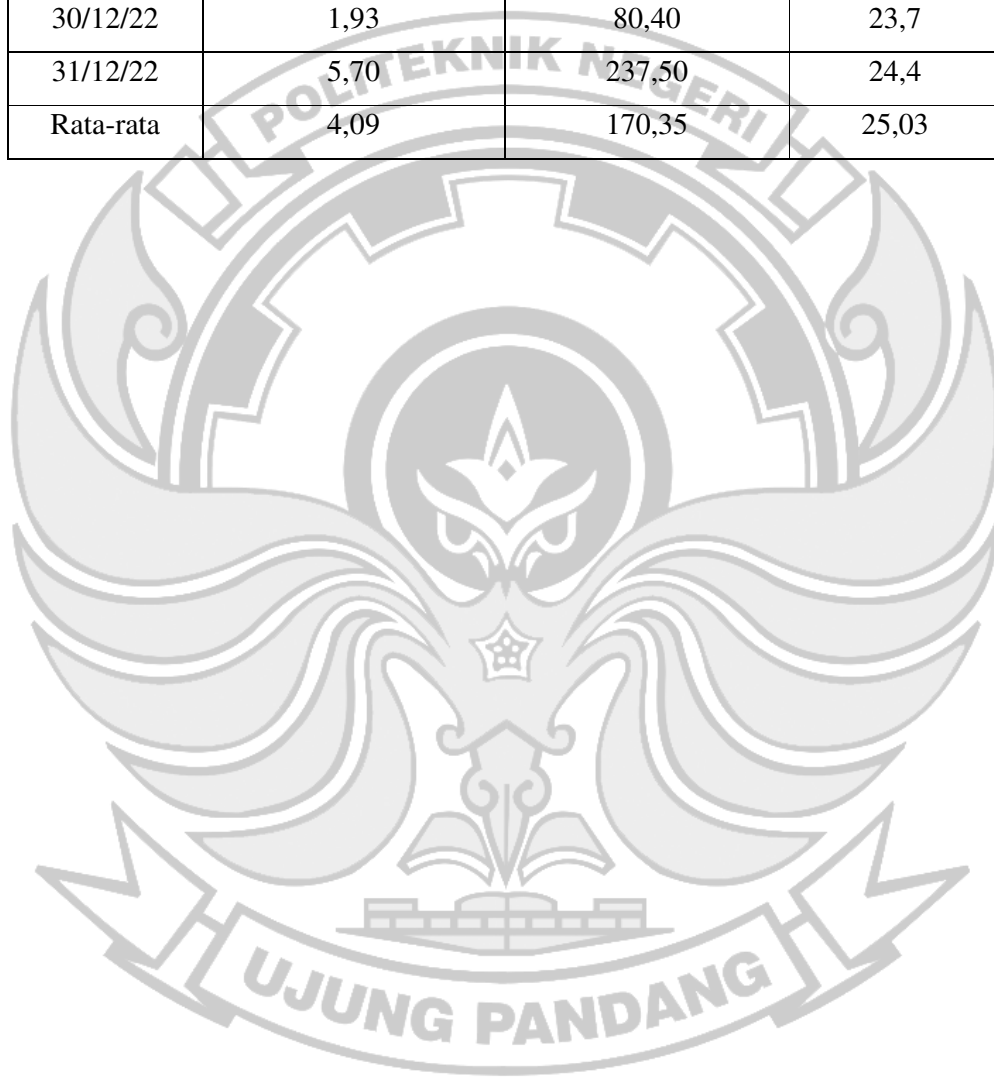 30/12/22 1,93 80,40 23,7
31/12/22 5,70 237,50 24,4
Rata-rata 4,09 170,35 25,03
POLITEKNIK NEGERI
UJUNG PANDANG